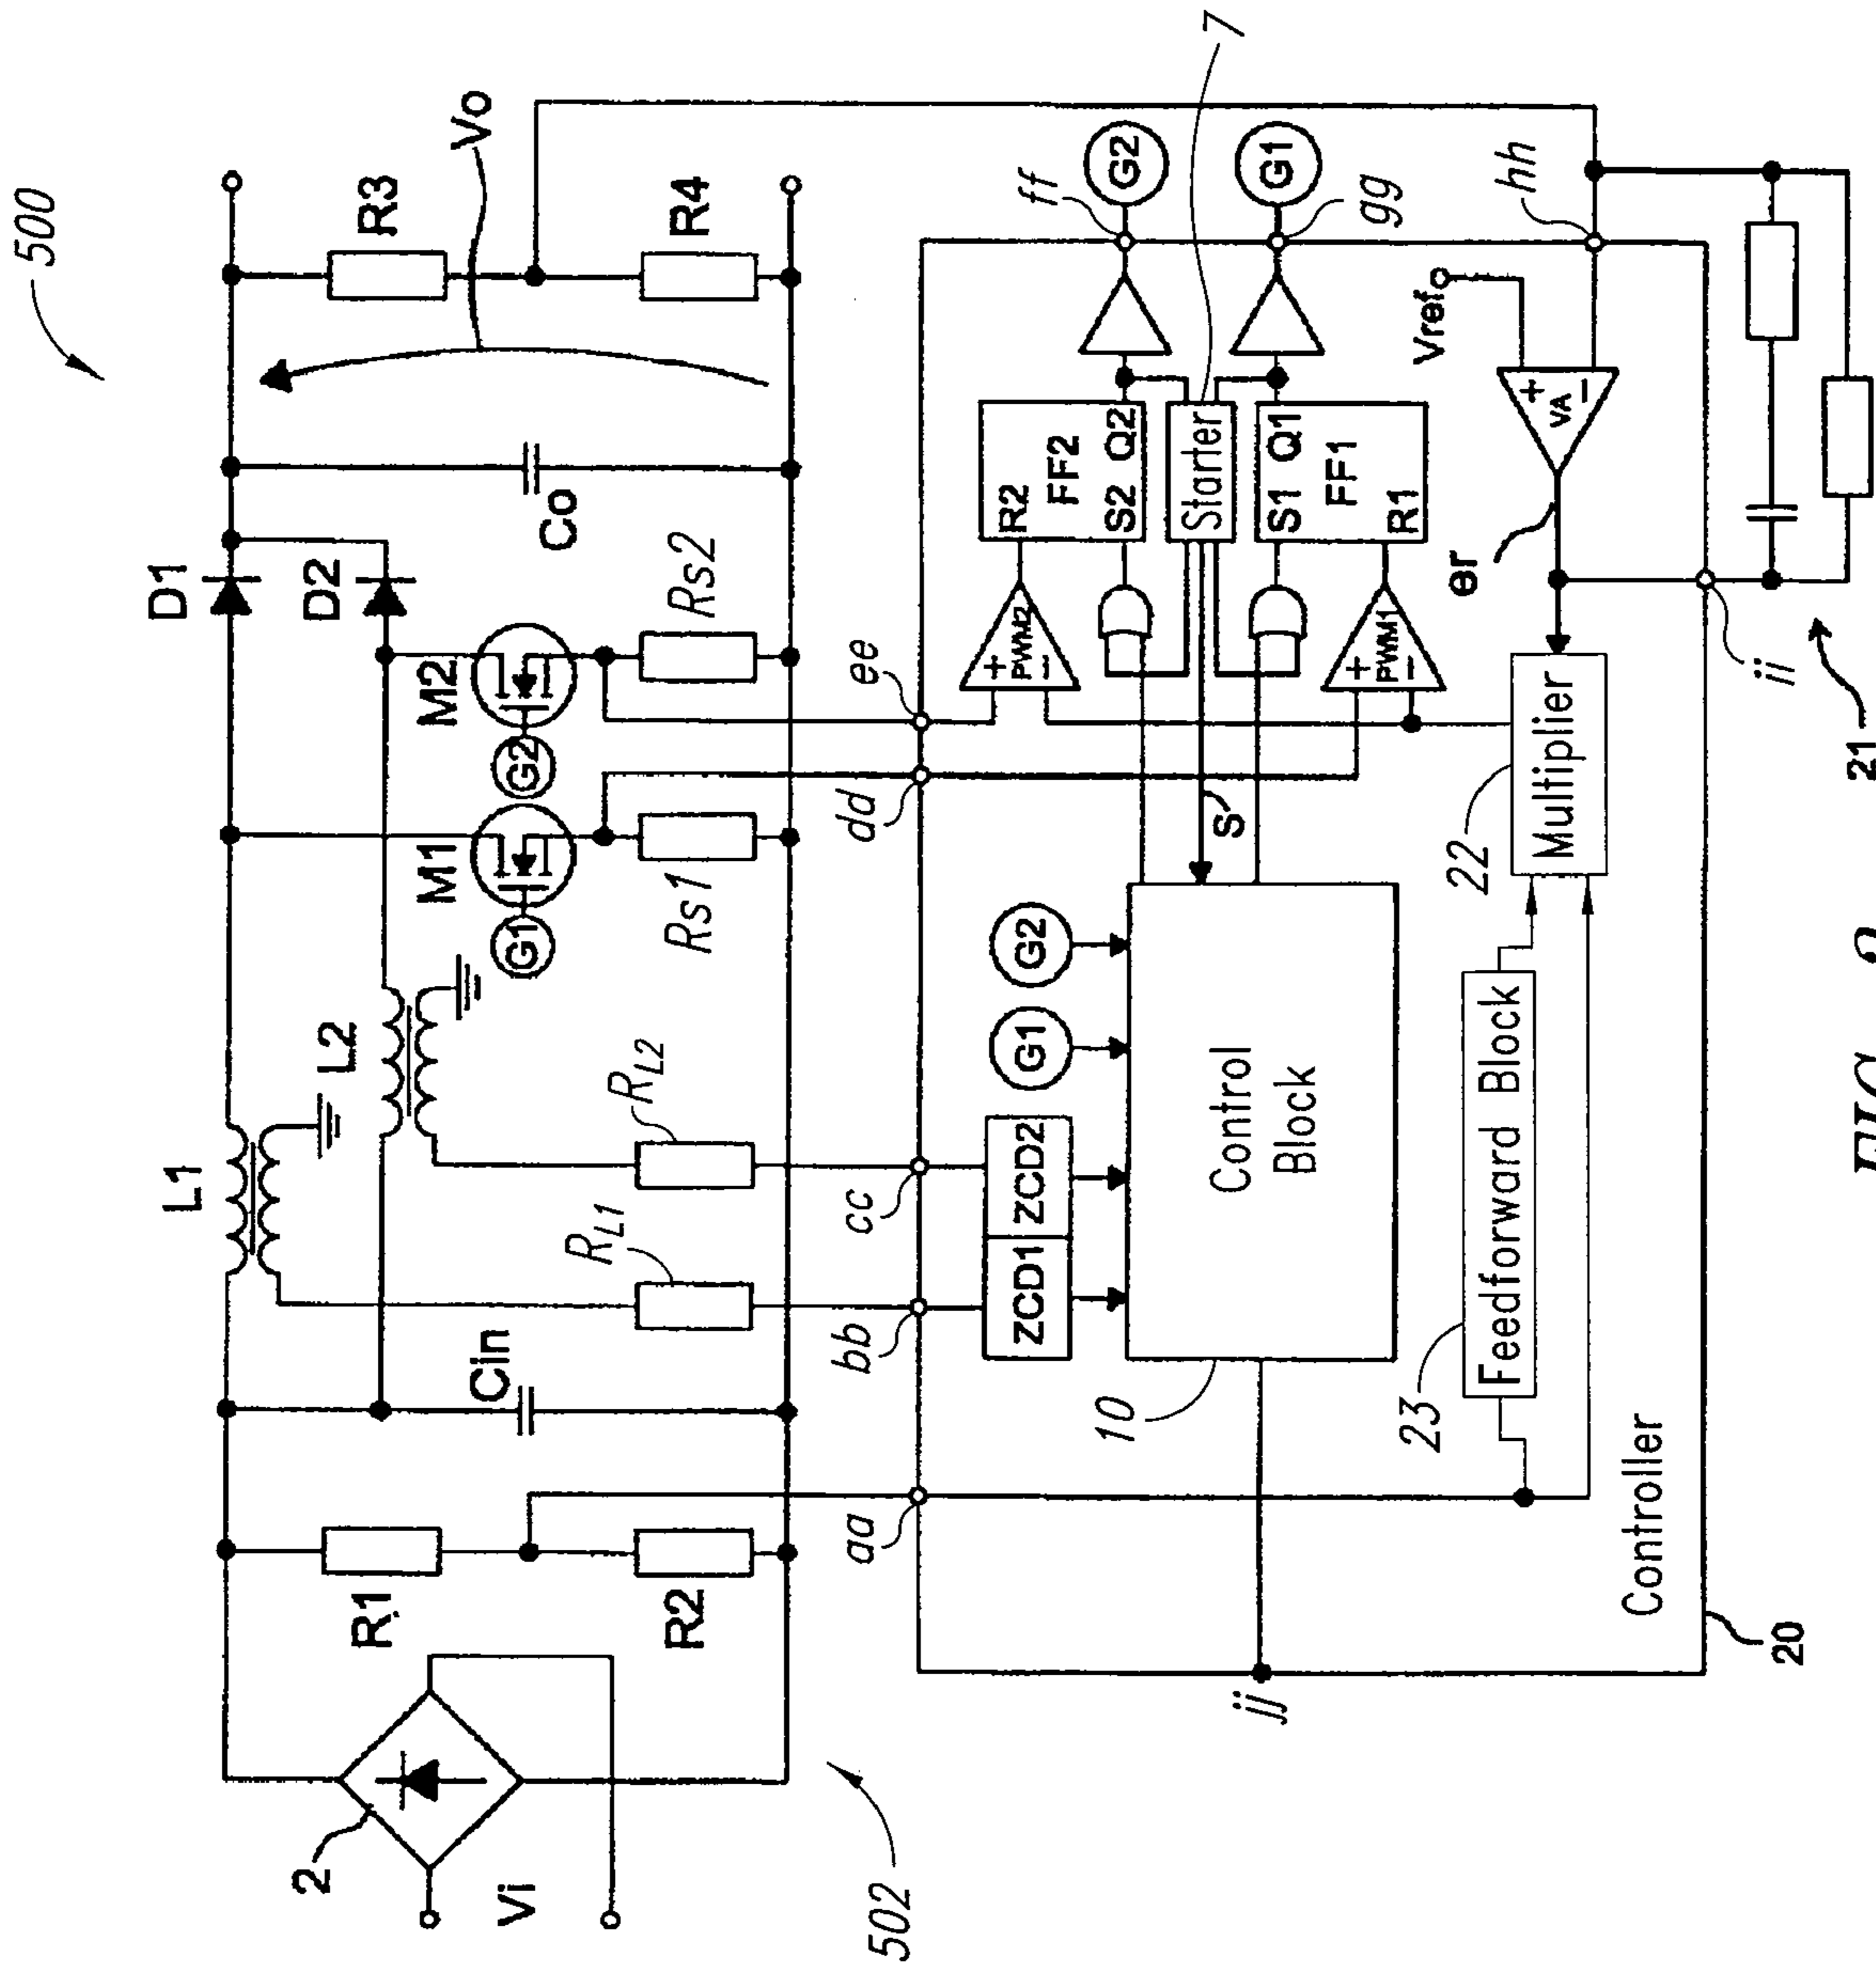 500
L1
D1
Vo
L2
D2
R3
2
R1
Cin
M1
M2
G1
G2
Co
Vi
R4
R2
RL1
RL2
Rs1
Rs2
502
aa
bb
cc
dd
ee
ff
7
ZCD1
ZCD2
G1
G2
PWM2
+
−
R2
FF2
S2 Q2
G2
10
Control
Block
S
Starter
G1
jj
S1 Q1
FF1
R1
gg
PWM1
+
−
Vref
23
Feedforward Block
22
Multiplier
er
VA
+
−
hh
Controller
20
ii
21